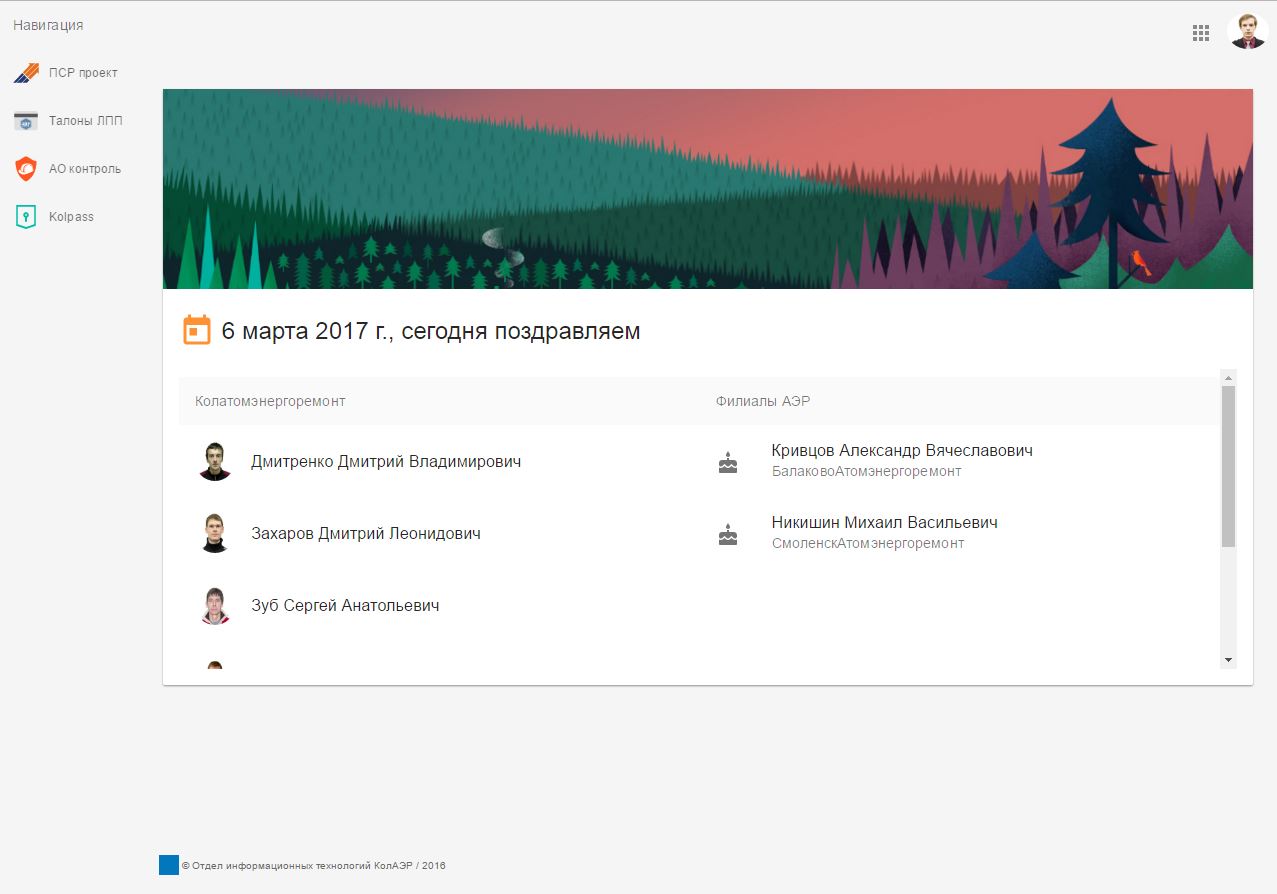 Навигация
ПСР проект
Талоны ЛПП
АО контроль
Kolpass
6 марта 2017 г., сегодня поздравляем
Колатомэнергоремонт
Филиалы АЭР
Дмитренко Дмитрий Владимирович
Кривцов Александр Вячеславович
БалаковоАтомэнергоремонт
Захаров Дмитрий Леонидович
Никишин Михаил Васильевич
СмоленскАтомэнергоремонт
Зуб Сергей Анатольевич
© Отдел информационных технологий КолАЭР / 2016